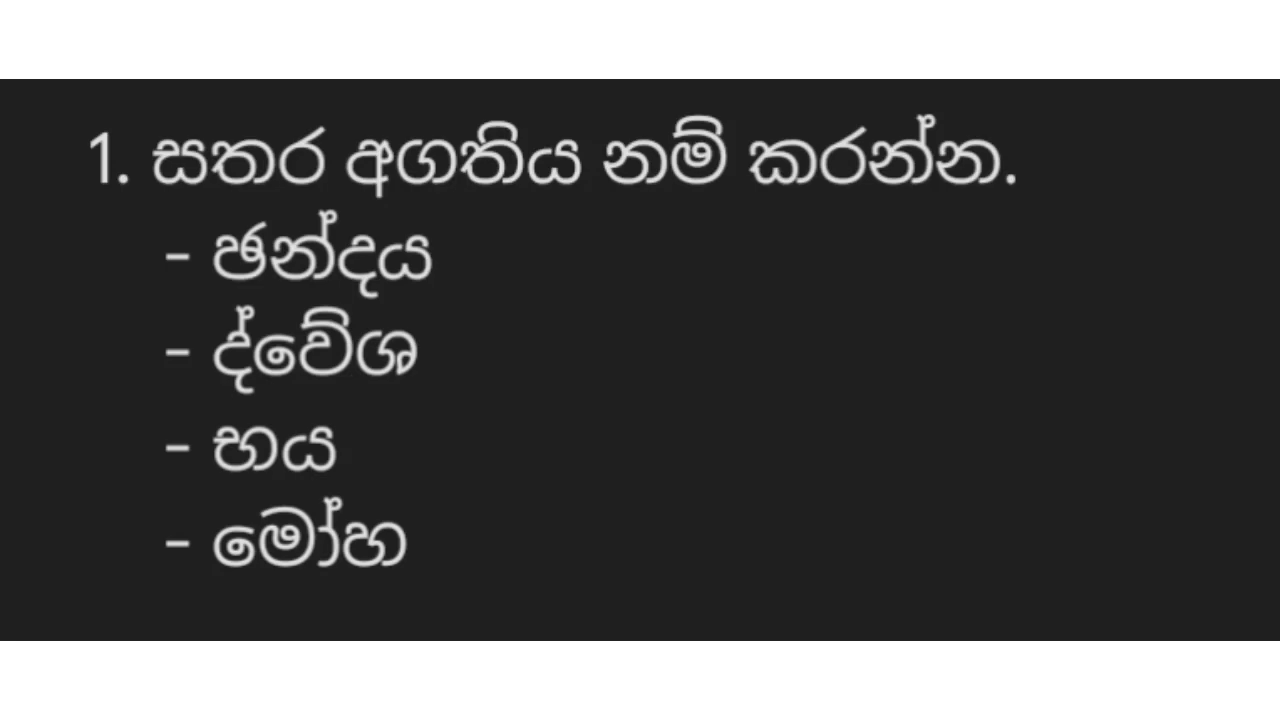 1. සතර අගතිය නම් කරන්න.
- ඡන්දය
- ද්වේශ
- භය
- මෝහ